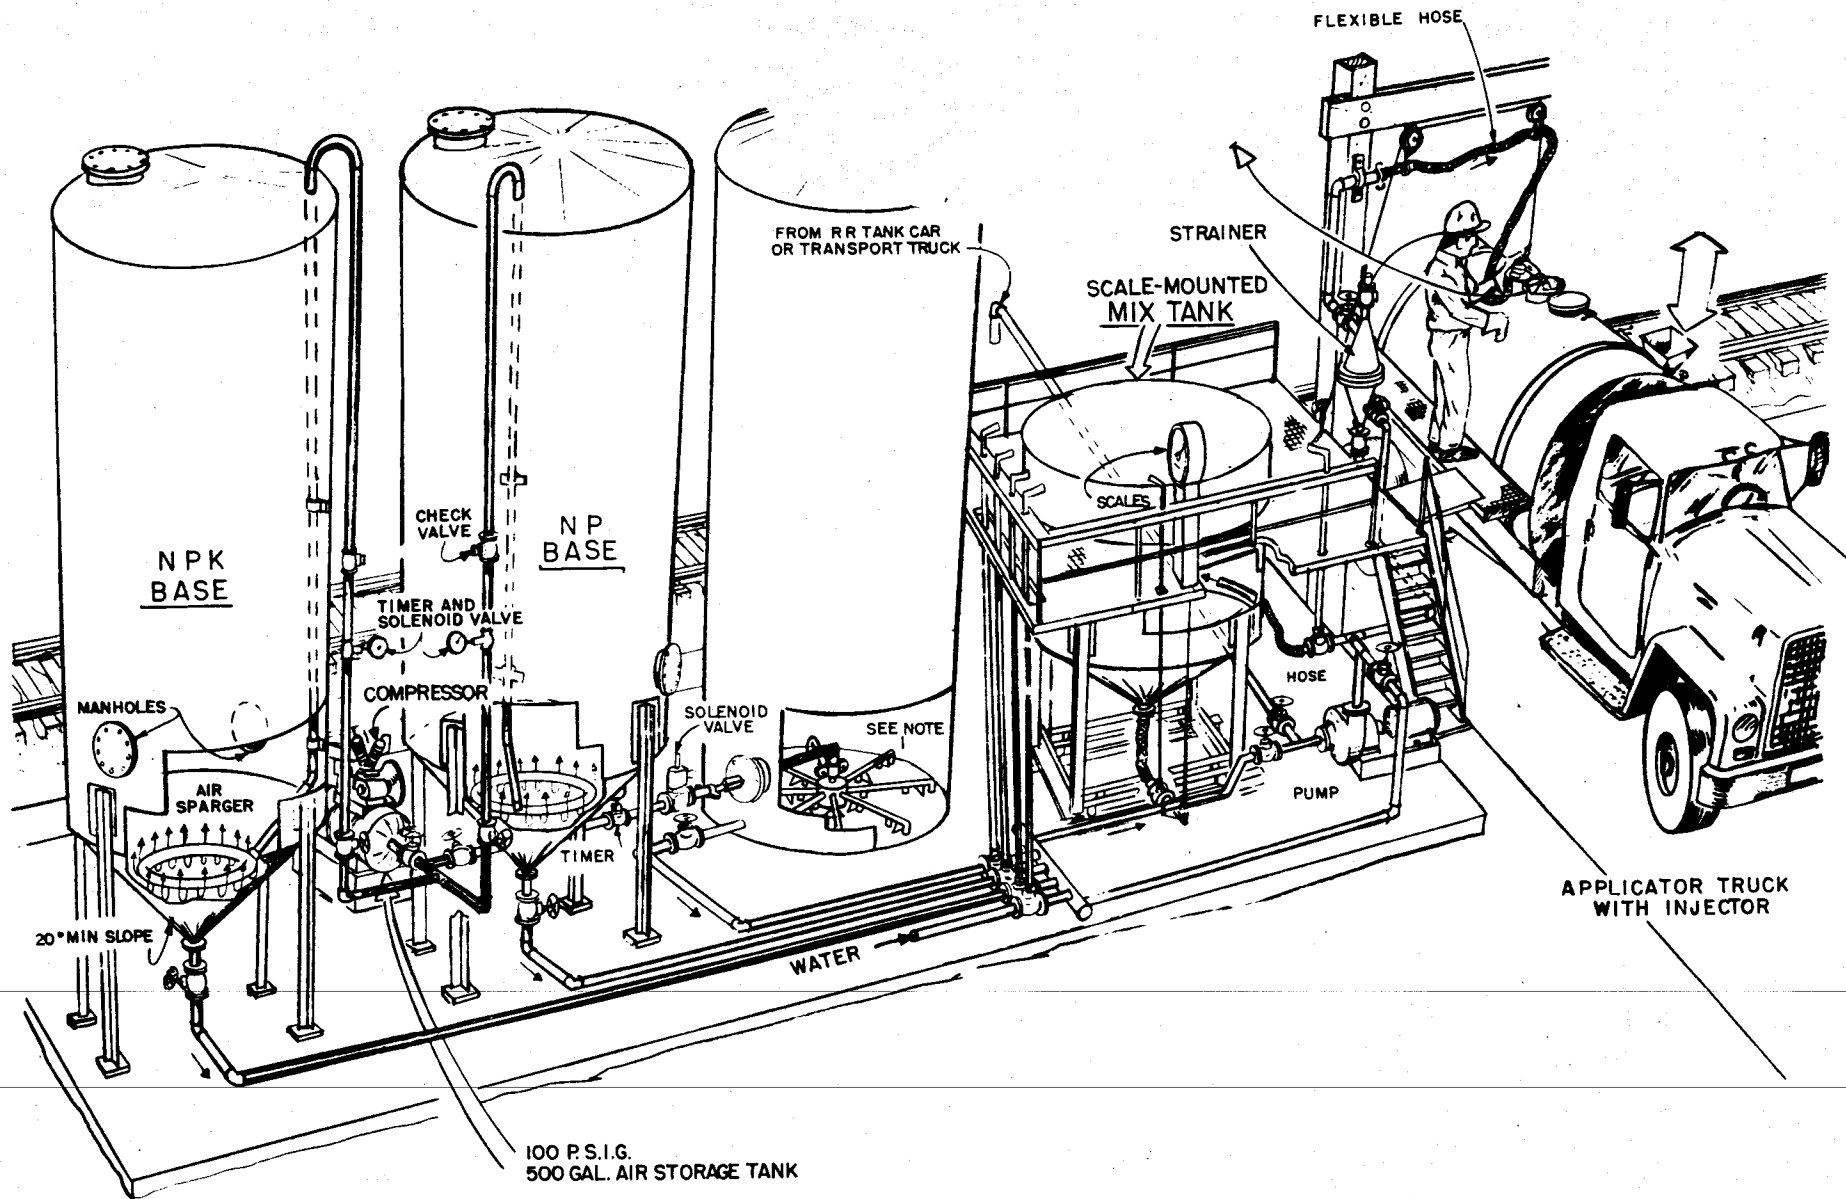 FLEXIBLE HOSE
FROM RR TANK CAR
OR TRANSPORT TRUCK
STRAINER
SCALE-MOUNTED
MIX TANK
SCALES
CHECK
VALVE
NP
BASE
NPK
BASE
TIMER AND
SOLENOID VALVE
COMPRESSOR
MANHOLES
SOLENOID
VALVE
SEE NOTE
HOSE
AIR
SPARGER
PUMP
TIMER
20° MIN SLOPE
WATER
APPLICATOR TRUCK
WITH INJECTOR
100 P.S.I.G.
500 GAL. AIR STORAGE TANK